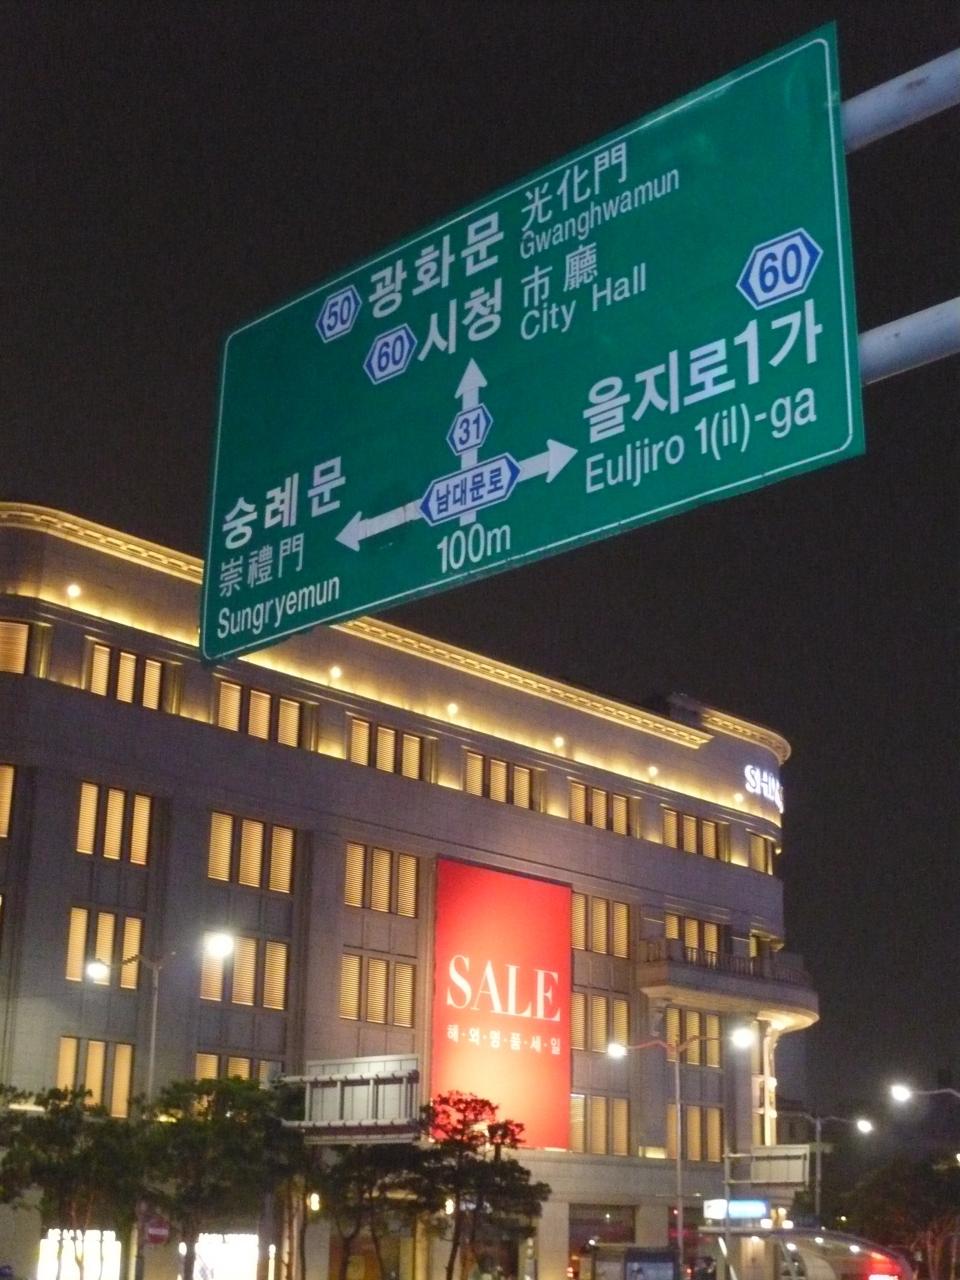 50 광화문 光化門
Gwanghwamun
60 시청 市廳
City Hall
60
을지로1가
Euljiro 1(il)-ga
31
남대문로
숭례문
崇禮門
Sungryemun
100m
SALE
해·외·명·품·세·일